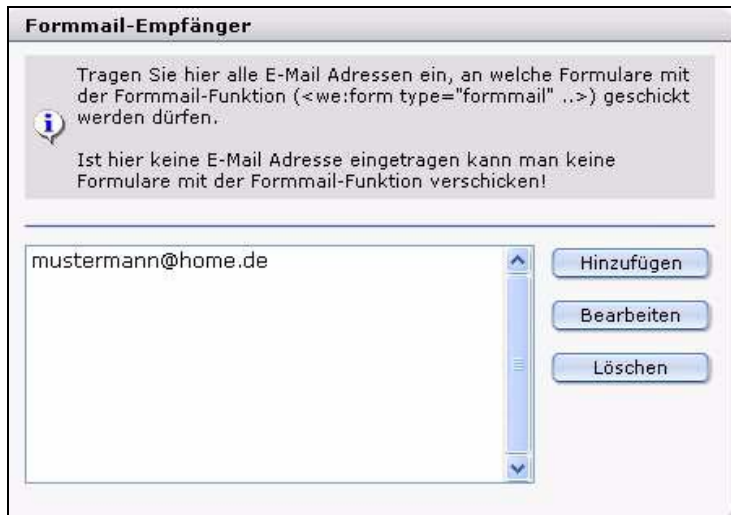 Formmail-Empfänger
Tragen Sie hier alle E-Mail Adressen ein, an welche Formulare mit
der Formmail-Funktion (<we:form type="formmail" ..>) geschickt
werden dürfen.
Ist hier keine E-Mail Adresse eingetragen kann man keine
Formulare mit der Formmail-Funktion verschicken!
mustermann@home.de
Hinzufügen
Bearbeiten
Löschen